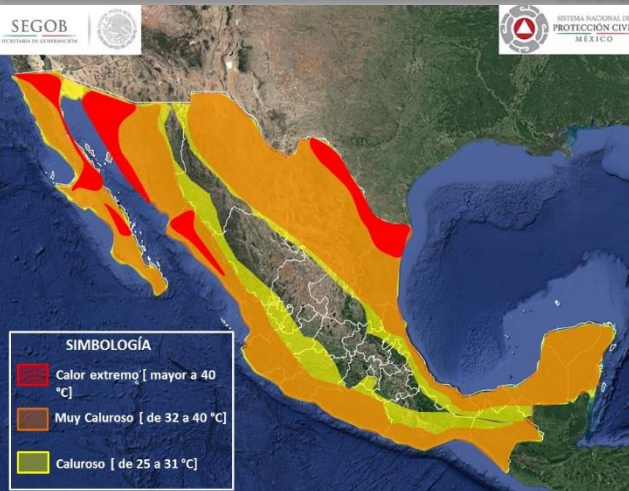 SEGOB
SECRETARÍA DE GOBERNACIÓN
SISTEMA NACIONAL DE
PROTECCIÓN CIVIL
MÉXICO
SIMBOLOGÍA
Calor extremo [ mayor a 40
°C]
Muy Caluroso [ de 32 a 40 °C]
Caluroso [ de 25 a 31 °C]